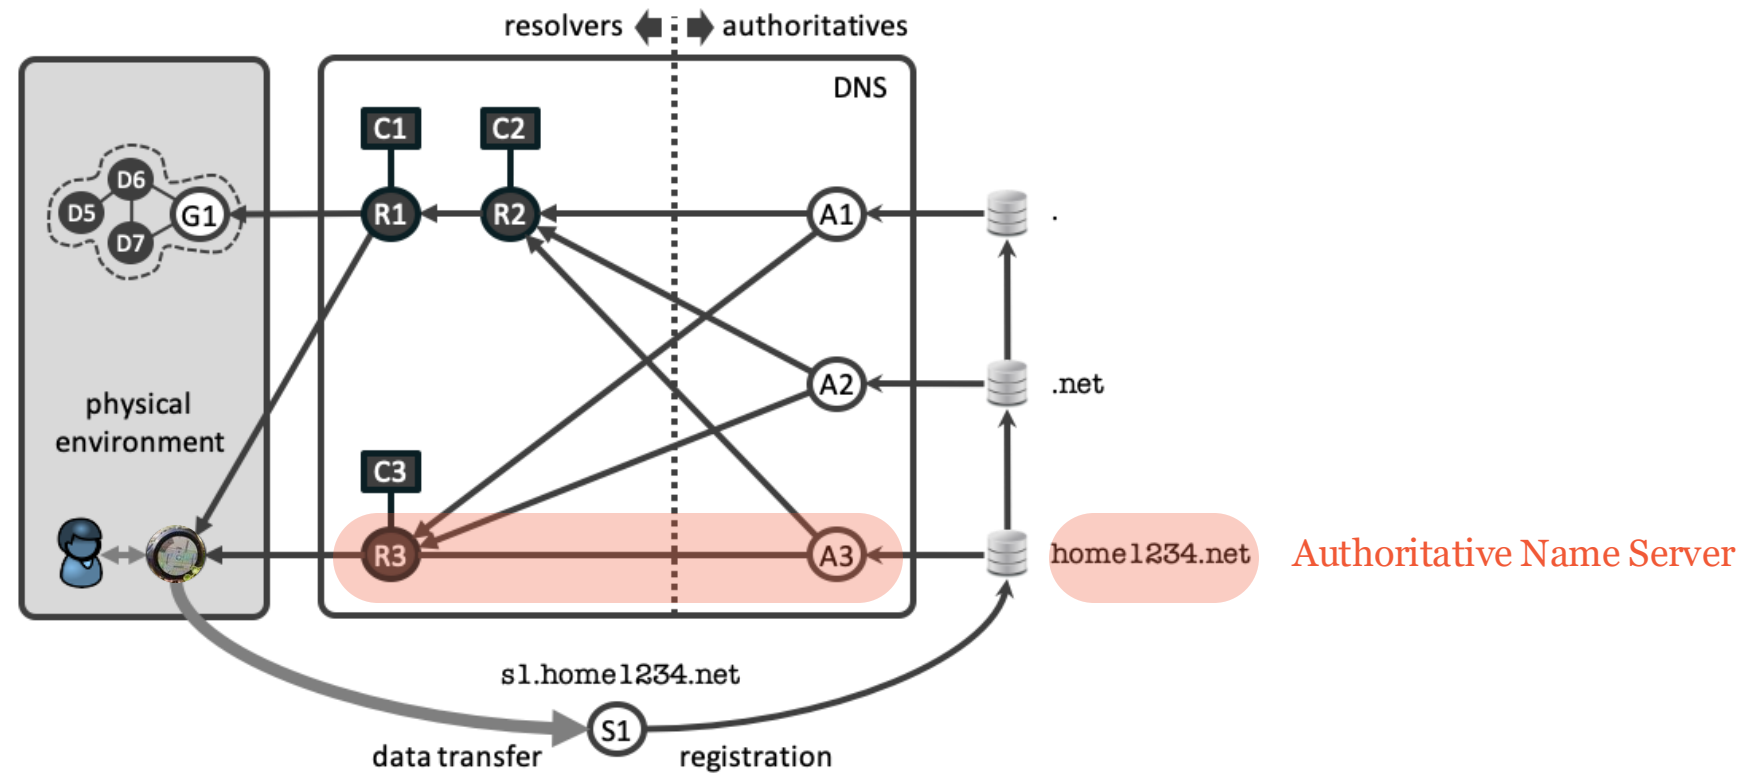 resolvers
authoritatives
DNS
C1
C2
D6
D5
G1
R1
R2
A1
.
D7
A2
.net
physical
environment
C3
R3
A3
home1234.net
Authoritative Name Server
s1.home1234.net
S1
data transfer
registration